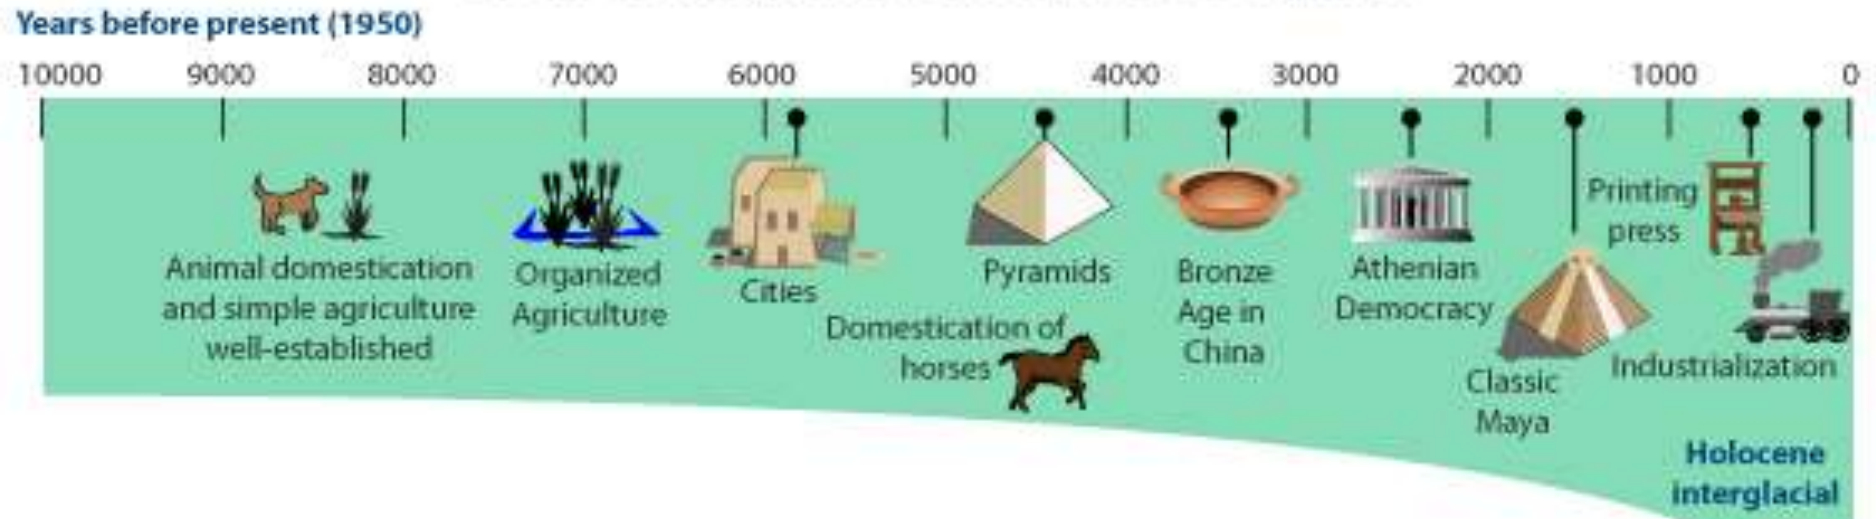 Years before present (1950)
10000 9000 8000 7000 6000 5000 4000 3000 2000 1000 0
Animal domestication
and simple agriculture
well-established
Organized
Agriculture
Cities
Domestication of
horses
Pyramids
Bronze
Age in
China
Athenian
Democracy
Classic
Maya
Printing
press
Industrialization
Holocene
interglacial